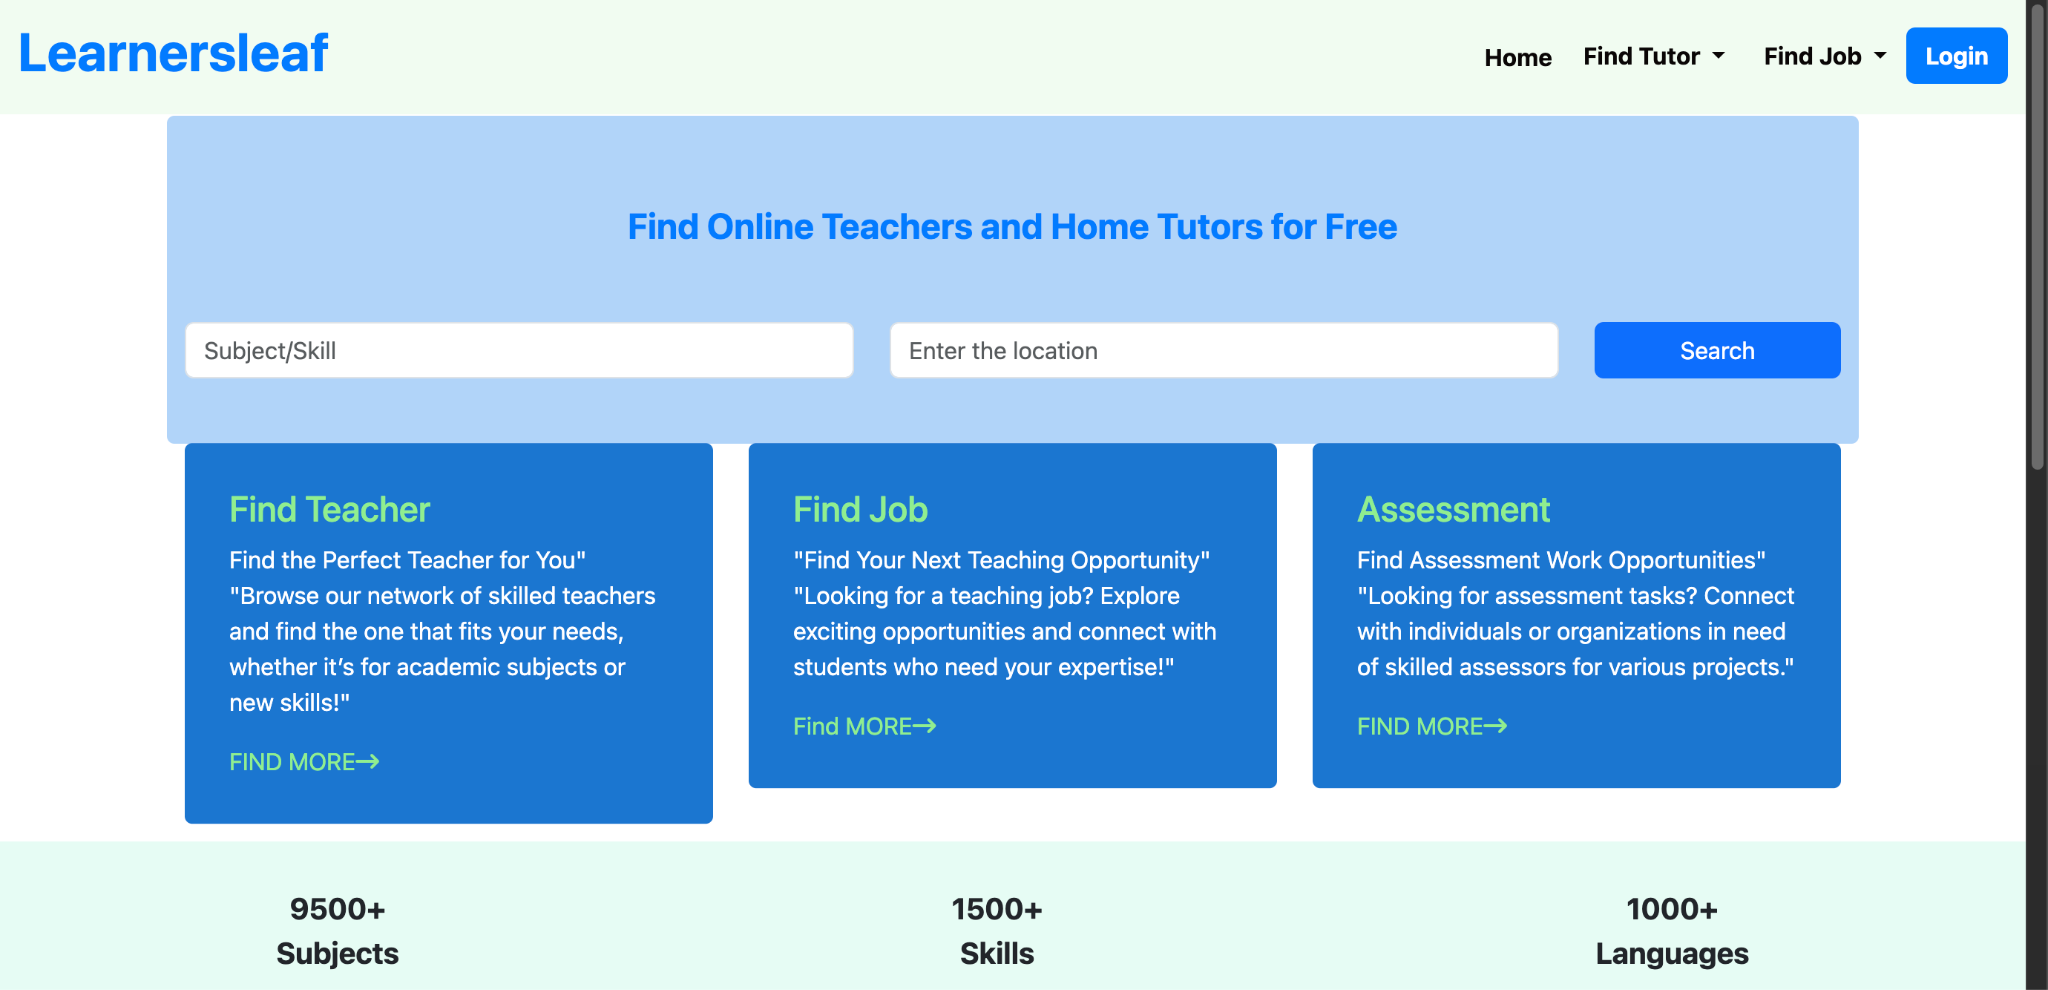 Learnersleaf
Home
Find Tutor
Find Job
Login
Find Online Teachers and Home Tutors for Free
Subject/Skill
Enter the location
Search
Find Teacher
Find the Perfect Teacher for You"
"Browse our network of skilled teachers
and find the one that fits your needs,
whether it’s for academic subjects or
new skills!"
FIND MORE→
Find Job
"Find Your Next Teaching Opportunity"
"Looking for a teaching job? Explore
exciting opportunities and connect with
students who need your expertise!"
Find MORE→
Assessment
Find Assessment Work Opportunities"
"Looking for assessment tasks? Connect
with individuals or organizations in need
of skilled assessors for various projects."
FIND MORE→
9500+
Subjects
1500+
Skills
1000+
Languages